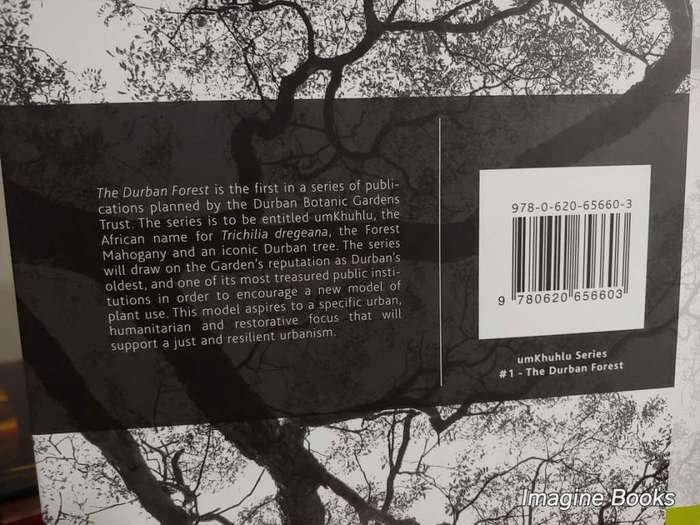 The Durban Forest is the first in a series of publi-
cations planned by the Durban Botanic Gardens
Trust. The series is to be entitled umKhuhlu, the
African name for Trichilia dregeana, the Forest
Mahogany and an iconic Durban tree. The series
will draw on the Garden's reputation as Durban's
oldest, and one of its most treasured public insti-
tutions in order to encourage a new model of
plant use. This model aspires to a specific urban,
humanitarian and restorative focus that will
support a just and resilient urbanism.
978-0-620-65660-3
9 780620 656603
umKhuhlu Series
#1 - The Durban Forest
Imagine Books